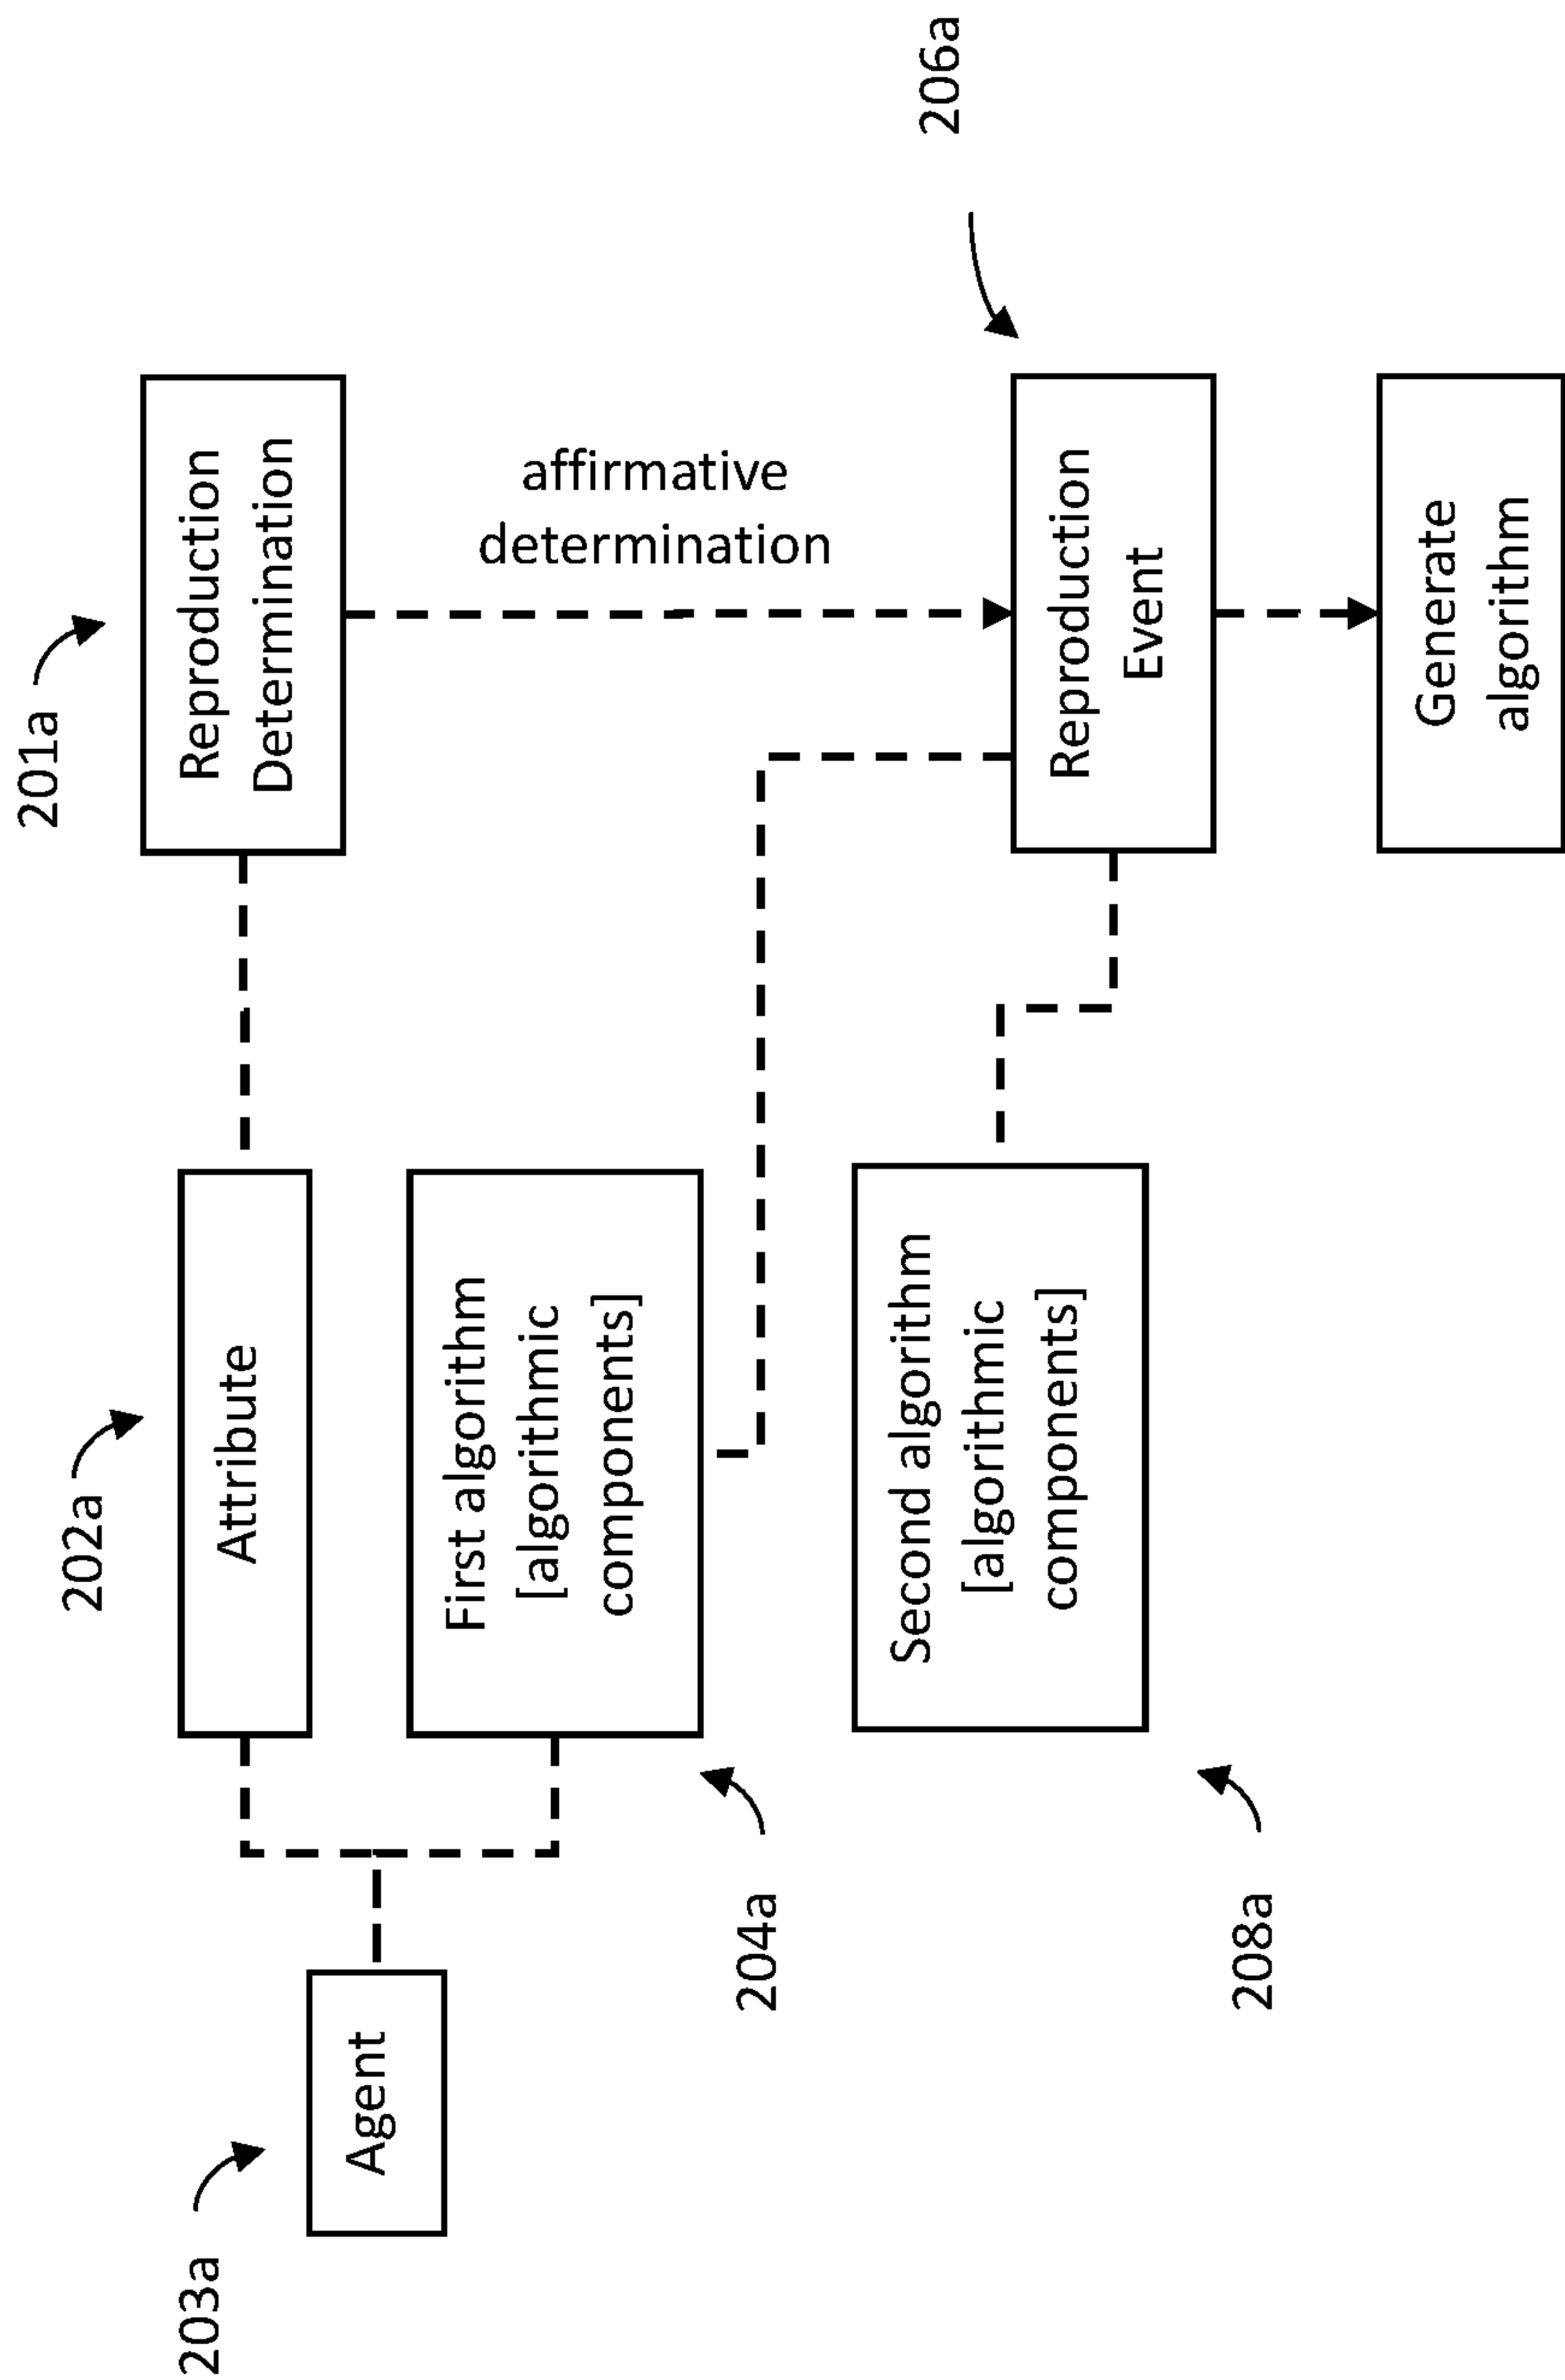 203a
Agent
202a
Attribute
204a
First algorithm
[algorithmic
components]
208a
Second algorithm
[algorithmic
components]
201a
Reproduction
Determination
affirmative
determination
206a
Reproduction
Event
Generate
algorithm